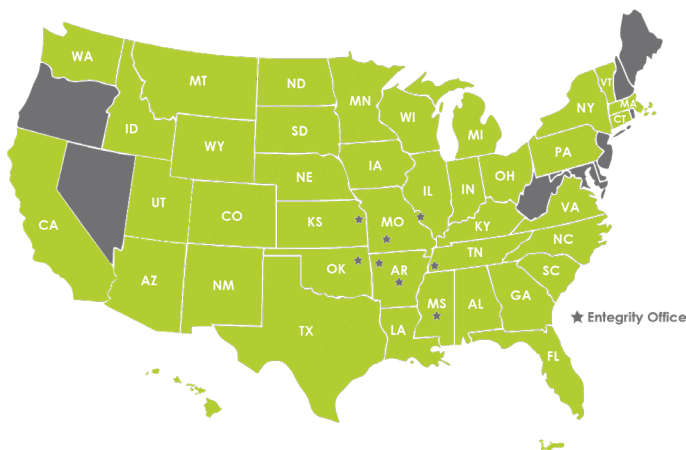 WA
MT
ND
MN
VT
ID
SD
WI
MI
NY
MA
CT
WY
IA
PA
NE
OH
IL
IN
UT
CO
KS
MO
KY
VA
CA
NC
TN
OK
AR
SC
AZ
NM
MS
AL
GA
TX
LA
FL
Entegrity Office